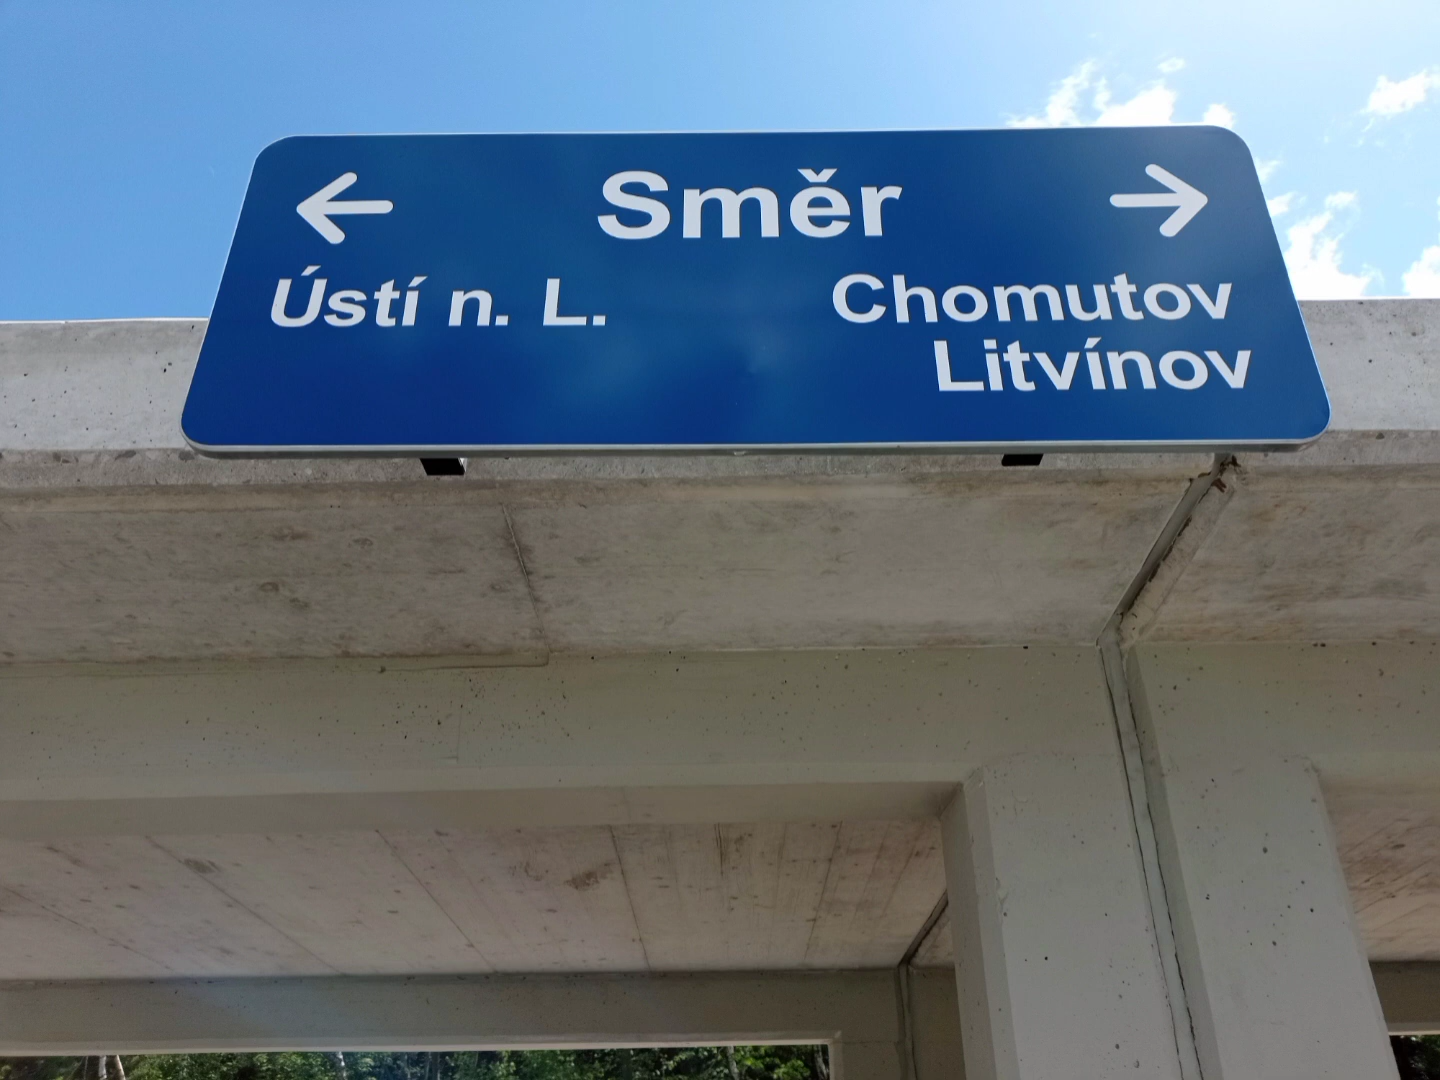 ← Směr →
Ústí n. L.
Chomutov
Litvínov